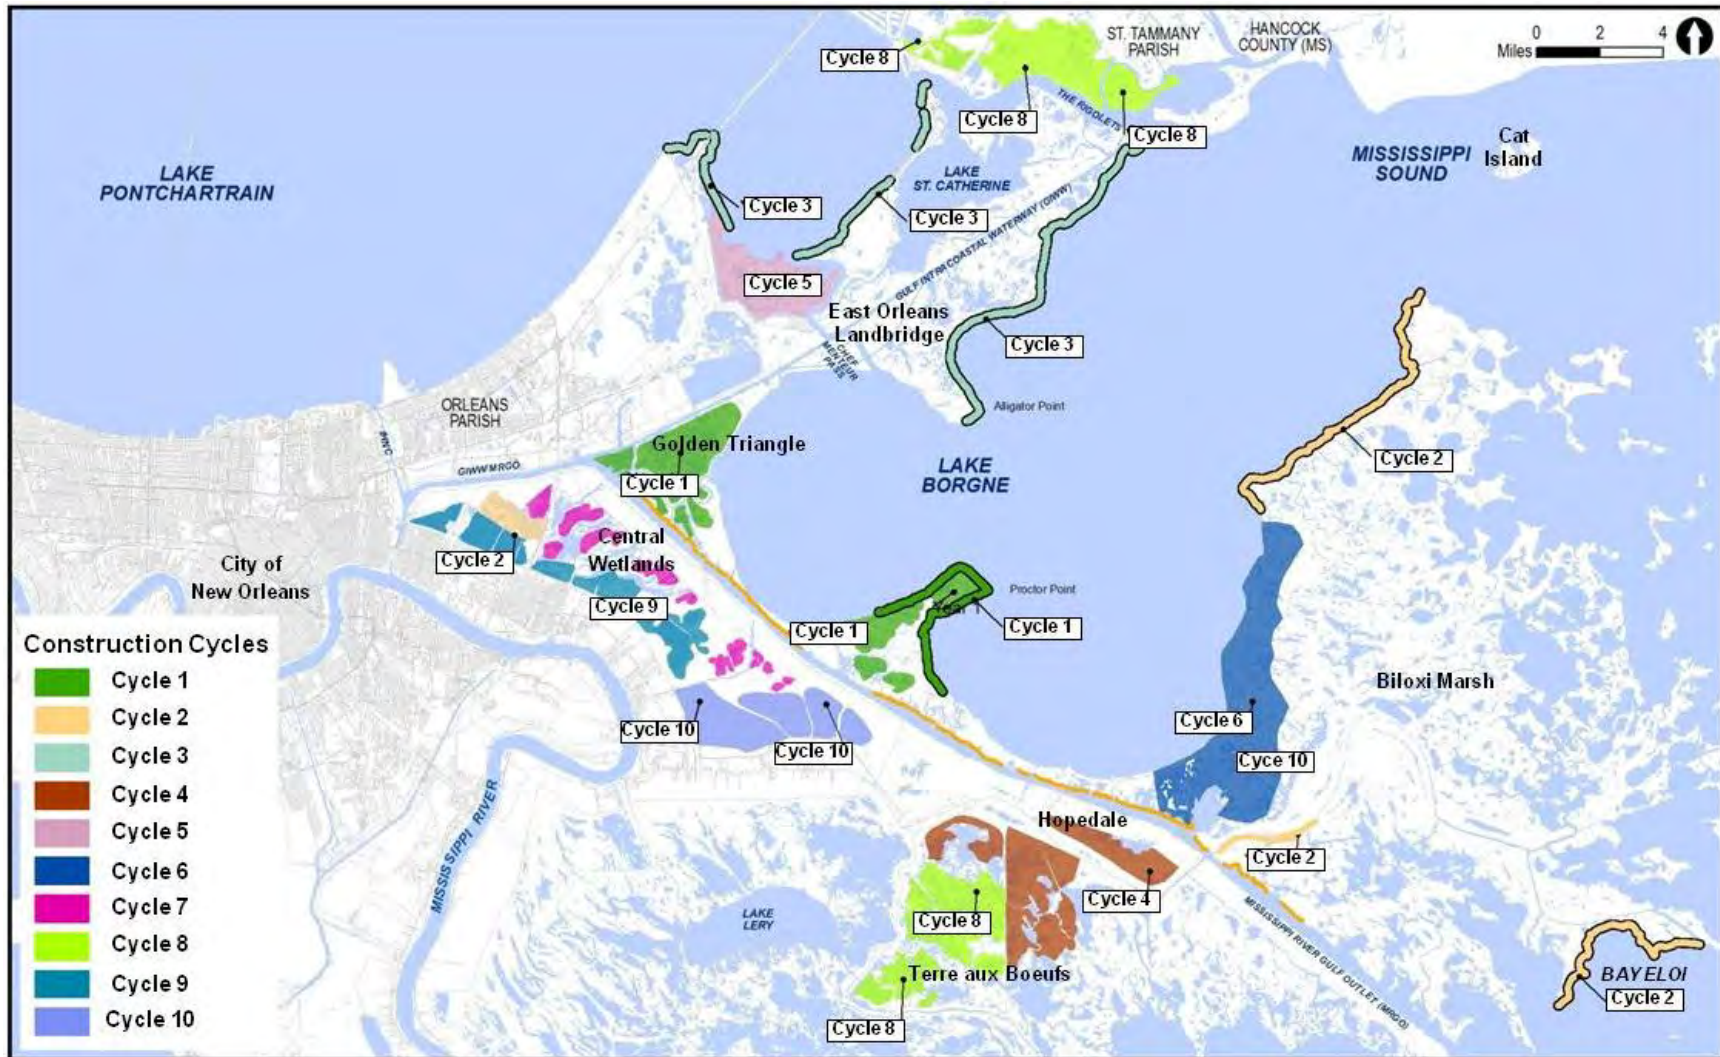 ST. TAMMANY
PARISH
HANCOCK
COUNTY (MS)
0 2 4
Miles
Cycle 8
Cycle 8
Cycle 8
THE RIGOLETS
LAKE
PONTCHARTRAIN
LAKE
ST. CATHERINE
MISSISSIPPI
SOUND
Cat
Island
Cycle 3
Cycle 3
GULF INTRACOASTAL WATERWAY (GIWW)
Cycle 5
East Orleans
Landbridge
Cycle 3
CHEF
MENTEUR
PASS
Alligator Point
ORLEANS
PARISH
IHNC
GIWW MRGO
Golden Triangle
Cycle 1
LAKE
BORGNE
Cycle 2
City of
New Orleans
Cycle 2
Central
Wetlands
Cycle 9
Proctor Point
Cycle 1
Cycle 1
Construction Cycles
Cycle 1
Cycle 2
Cycle 3
Cycle 4
Cycle 5
Cycle 6
Cycle 7
Cycle 8
Cycle 9
Cycle 10
Biloxi Marsh
Cycle 6
Cyce 10
Cycle 10
Cycle 10
MISSISSIPPI RIVER
Hopedale
Cycle 2
Cycle 4
LAKE
LERY
Cycle 8
Terre aux Boeufs
Cycle 8
MISSISSIPPI RIVER GULF OUTLET (MRGO)
BAY ELOI
Cycle 2